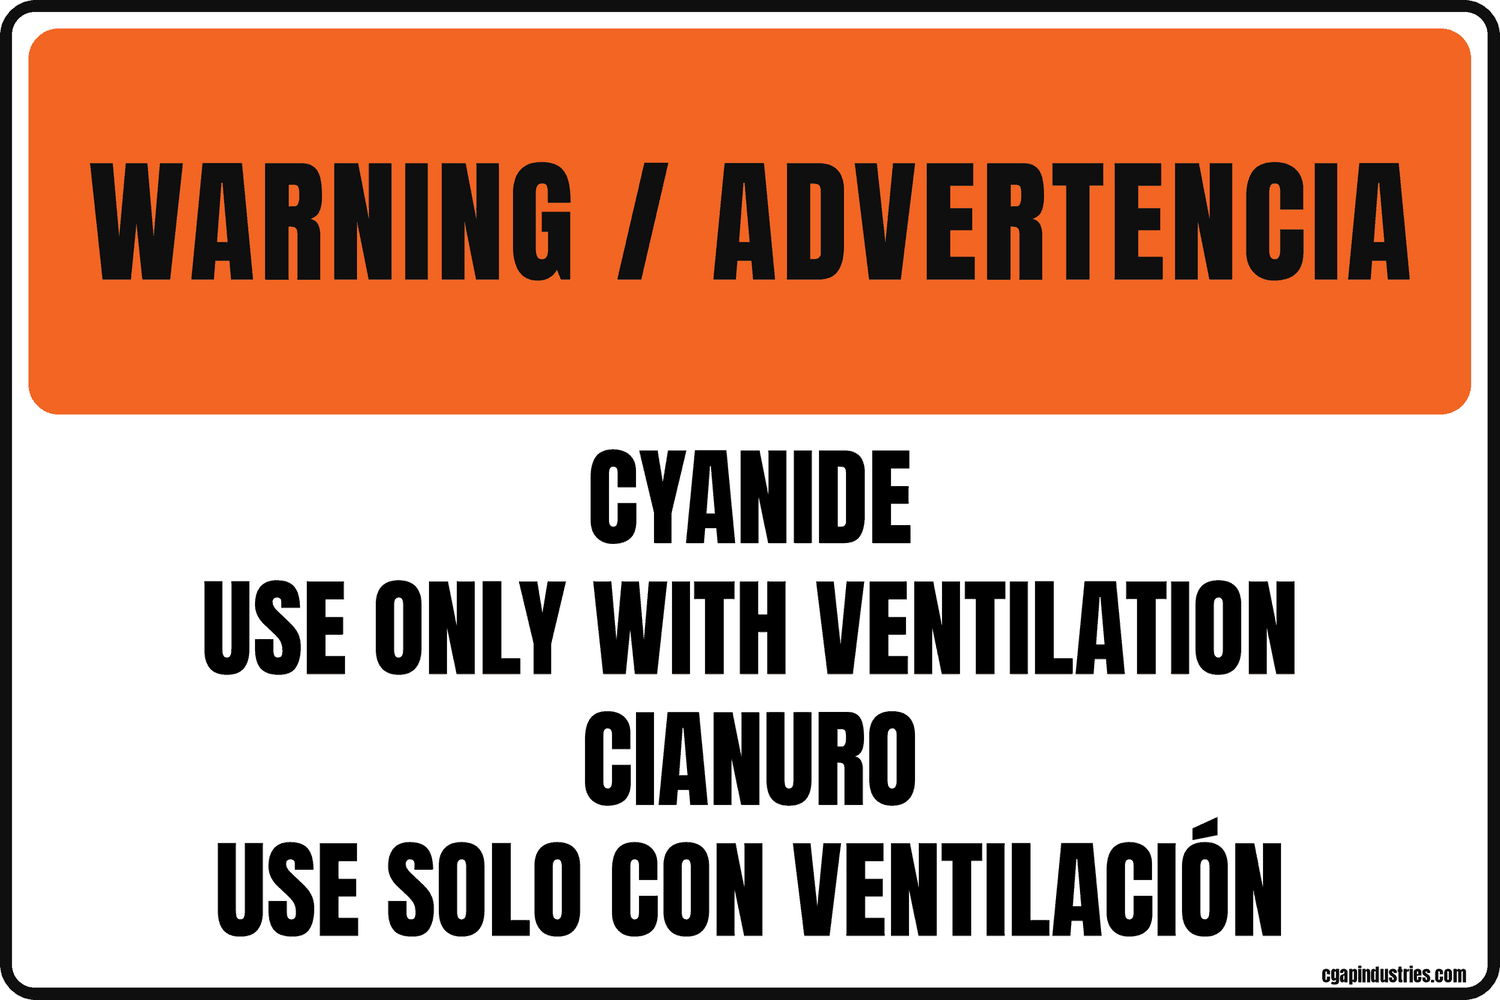 WARNING / ADVERTENCIA
CYANIDE
USE ONLY WITH VENTILATION
CIANURO
USE SOLO CON VENTILACIÓN
cgapindustries.com